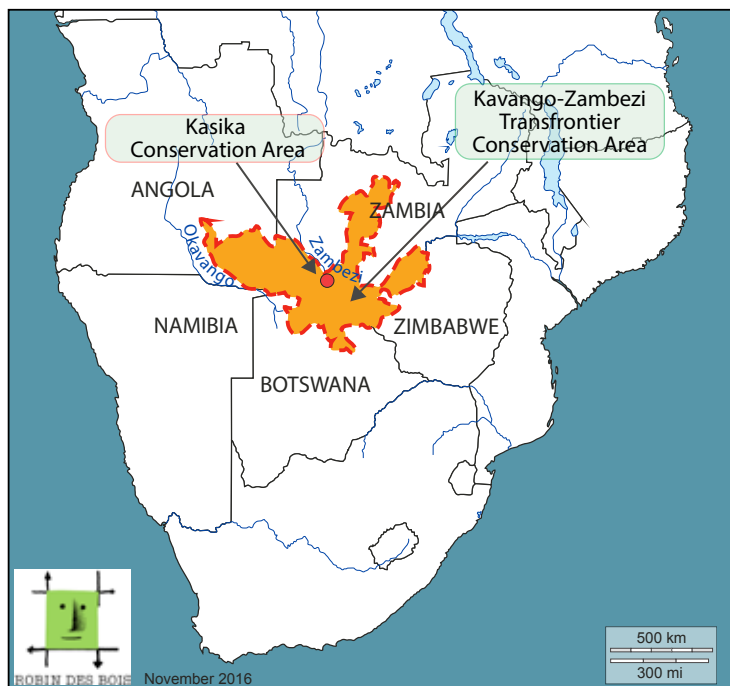 Kavango-Zambezi
Transfrontier
Conservation Area
Kasika
Conservation Area
ANGOLA
ZAMBIA
Okavango
Zambezi
NAMIBIA
ZIMBABWE
BOTSWANA
500 km
300 mi
ROBIN DES BOIS
November 2016